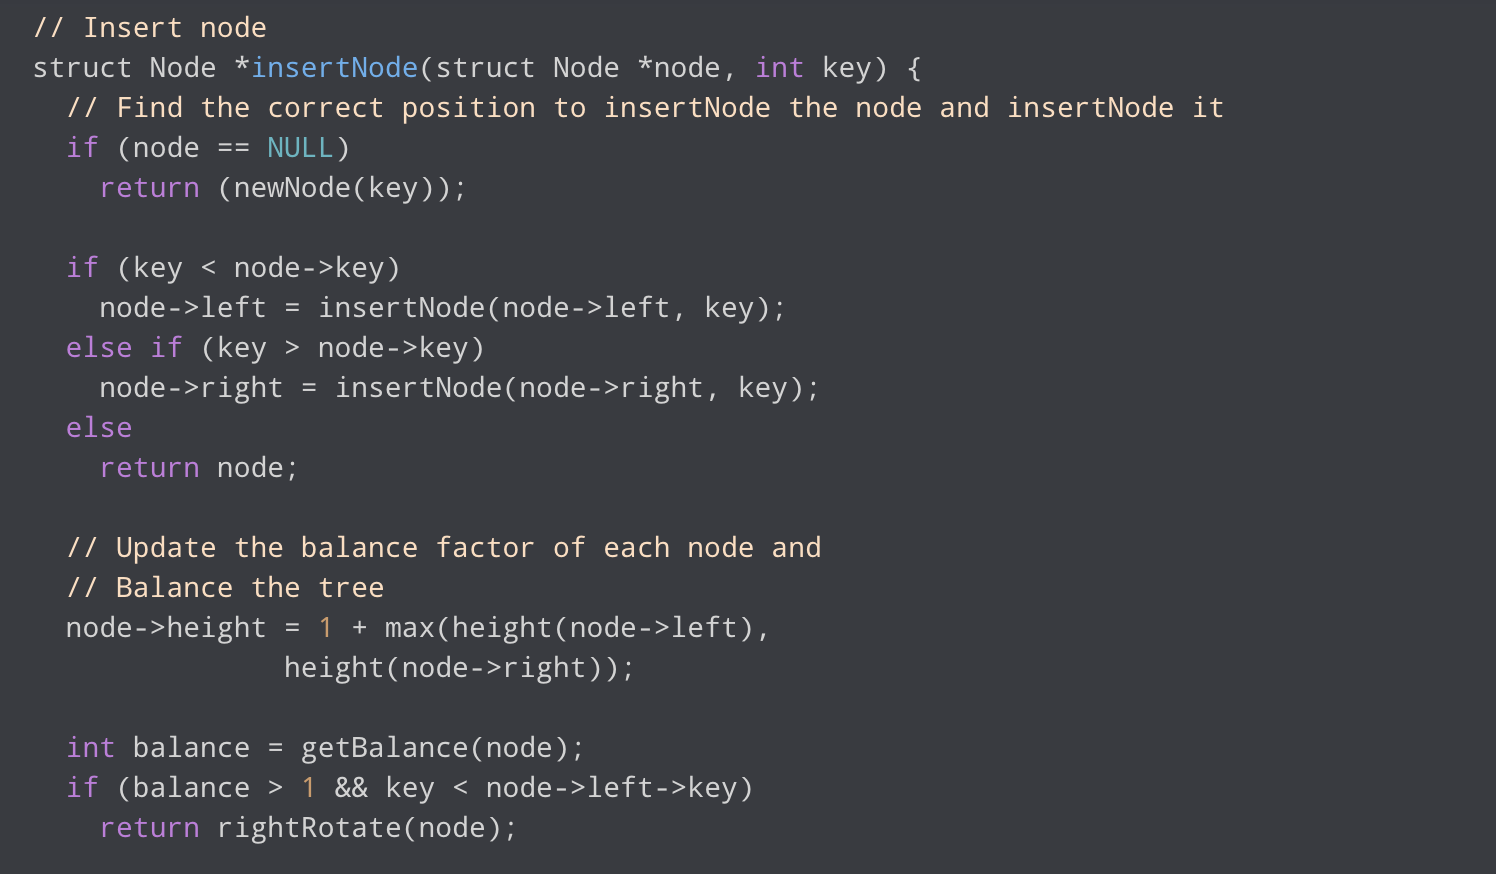 // Insert node
struct Node *insertNode(struct Node *node, int key) {
  // Find the correct position to insertNode the node and insertNode it
  if (node == NULL)
    return (newNode(key));

  if (key < node->key)
    node->left = insertNode(node->left, key);
  else if (key > node->key)
    node->right = insertNode(node->right, key);
  else
    return node;

  // Update the balance factor of each node and
  // Balance the tree
  node->height = 1 + max(height(node->left),
               height(node->right));

  int balance = getBalance(node);
  if (balance > 1 && key < node->left->key)
    return rightRotate(node);